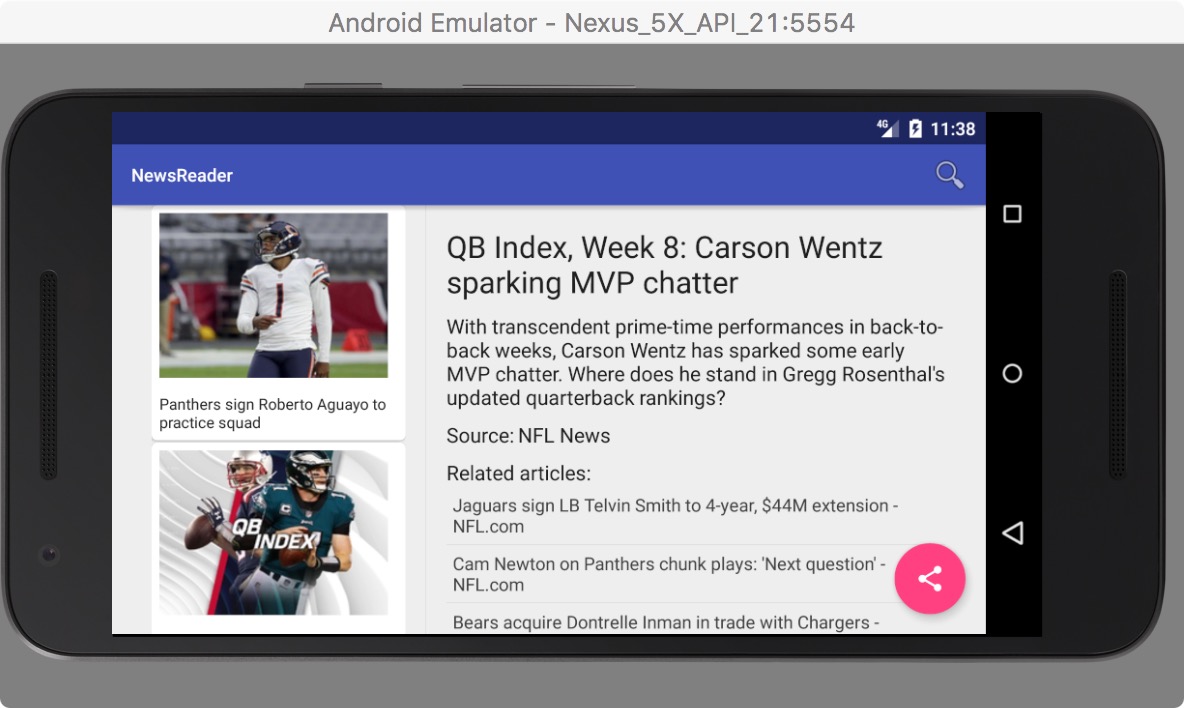 Android Emulator - Nexus_5X_API_21:5554
4G
11:38
NewsReader
Panthers sign Roberto Aguayo to
practice squad
1
QB
INDEX
1
QB Index, Week 8: Carson Wentz
sparking MVP chatter
With transcendent prime-time performances in back-to-
back weeks, Carson Wentz has sparked some early
MVP chatter. Where does he stand in Gregg Rosenthal's
updated quarterback rankings?
Source: NFL News
Related articles:
Jaguars sign LB Telvin Smith to 4-year, $44M extension -
NFL.com
Cam Newton on Panthers chunk plays: 'Next question' -
NFL.com
Bears acquire Dontrelle Inman in trade with Chargers -